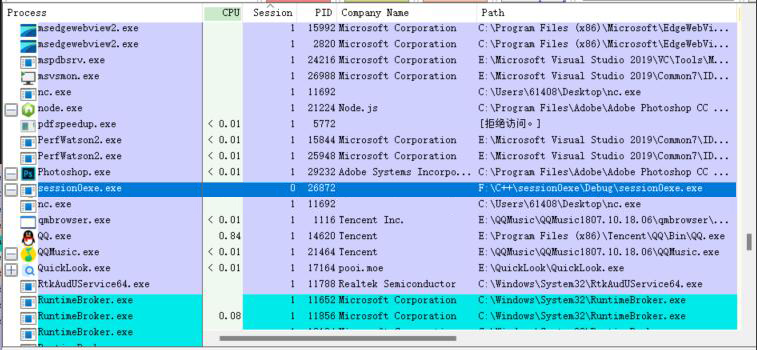 Process CPU Session PID Company Name Path
msedgewebview2.exe 1 15992 Microsoft Corporation C:\Program Files (x86)\Microsoft\EdgeWebVi...
msedgewebview2.exe 1 2820 Microsoft Corporation C:\Program Files (x86)\Microsoft\EdgeWebVi...
mspdbsrv.exe 1 24216 Microsoft Corporation E:\Microsoft Visual Studio 2019\VC\Tools\M...
msvsmon.exe 1 26988 Microsoft Corporation E:\Microsoft Visual Studio 2019\Common7\ID...
nc.exe 1 11692 C:\Users\61408\Desktop\nc.exe
node.exe < 0.01 1 21224 Node.js C:\Program Files\Adobe\Adobe Photoshop CC ...
pdfspeedup.exe < 0.01 1 5772 [拒绝访问。]
PerfWatson2.exe < 0.01 1 15844 Microsoft Corporation E:\Microsoft Visual Studio 2019\Common7\ID...
PerfWatson2.exe < 0.01 1 25948 Microsoft Corporation E:\Microsoft Visual Studio 2019\Common7\ID...
Photoshop.exe < 0.01 1 29232 Adobe Systems Incorpo... C:\Program Files\Adobe\Adobe Photoshop CC ...
session0exe.exe 0 26872 F:\C++\session0exe\Debug\session0exe.exe
nc.exe 1 11692 C:\Users\61408\Desktop\nc.exe
qmbrowser.exe < 0.01 1 1116 Tencent Inc. E:\QQMusic\QQMusic1807.10.18.06\qmbrowser\...
QQ.exe 0.84 1 14620 Tencent E:\Program Files (x86)\Tencent\QQ\Bin\QQ.exe
QQMusic.exe < 0.01 1 21464 Tencent E:\QQMusic\QQMusic1807.10.18.06\QQMusic.exe
QuickLook.exe < 0.01 1 17164 pooi.moe E:\QuickLook\QuickLook.exe
RtkAudUService64.exe 1 11788 Realtek Semiconductor C:\Windows\System32\RtkAudUService64.exe
RuntimeBroker.exe 1 11652 Microsoft Corporation C:\Windows\System32\RuntimeBroker.exe
RuntimeBroker.exe 0.08 1 11856 Microsoft Corporation C:\Windows\System32\RuntimeBroker.exe
RuntimeBroker.exe